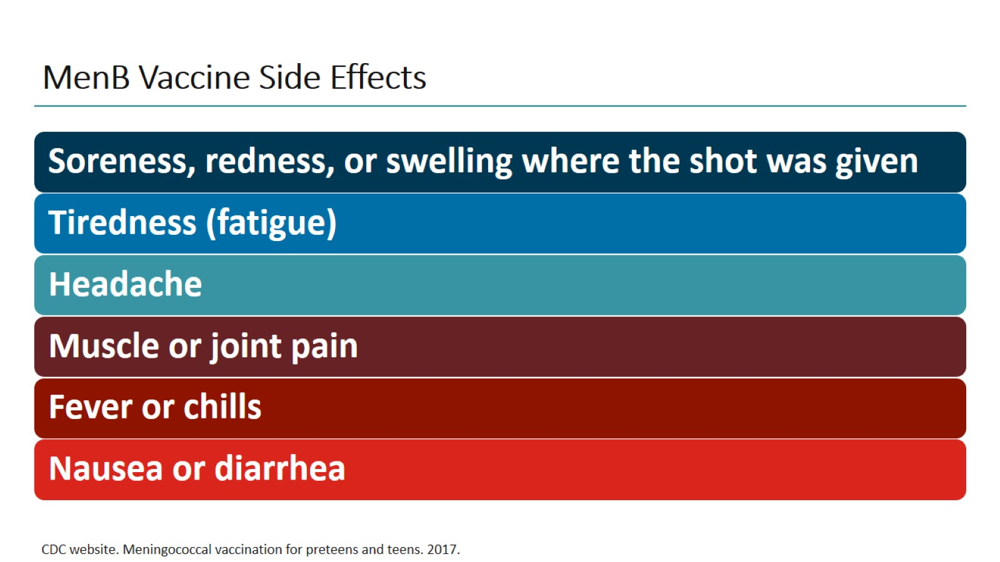 MenB Vaccine Side Effects
Soreness, redness, or swelling where the shot was given
Tiredness (fatigue)
Headache
Muscle or joint pain
Fever or chills
Nausea or diarrhea
CDC website. Meningococcal vaccination for preteens and teens. 2017.